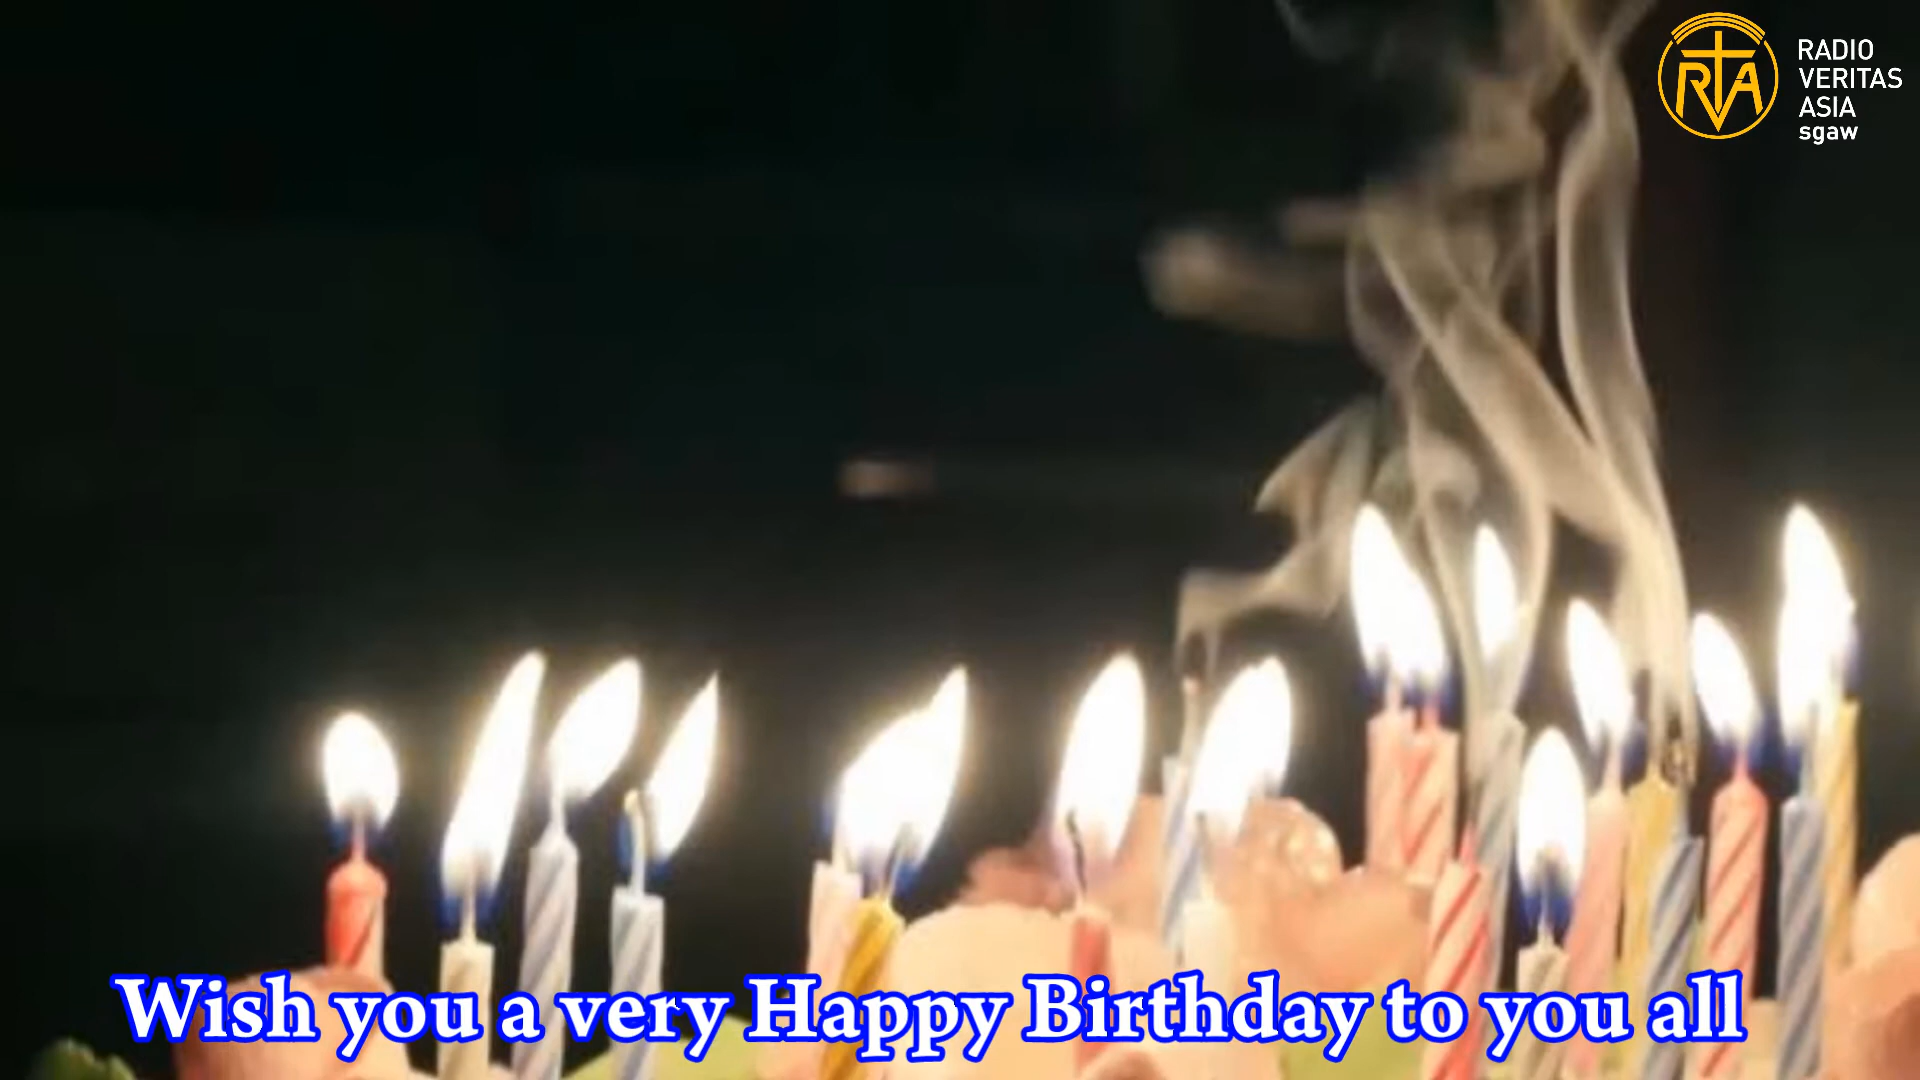 RTA
RADIO
VERITAS
ASIA
sgaw
Wish you a very Happy Birthday to you all